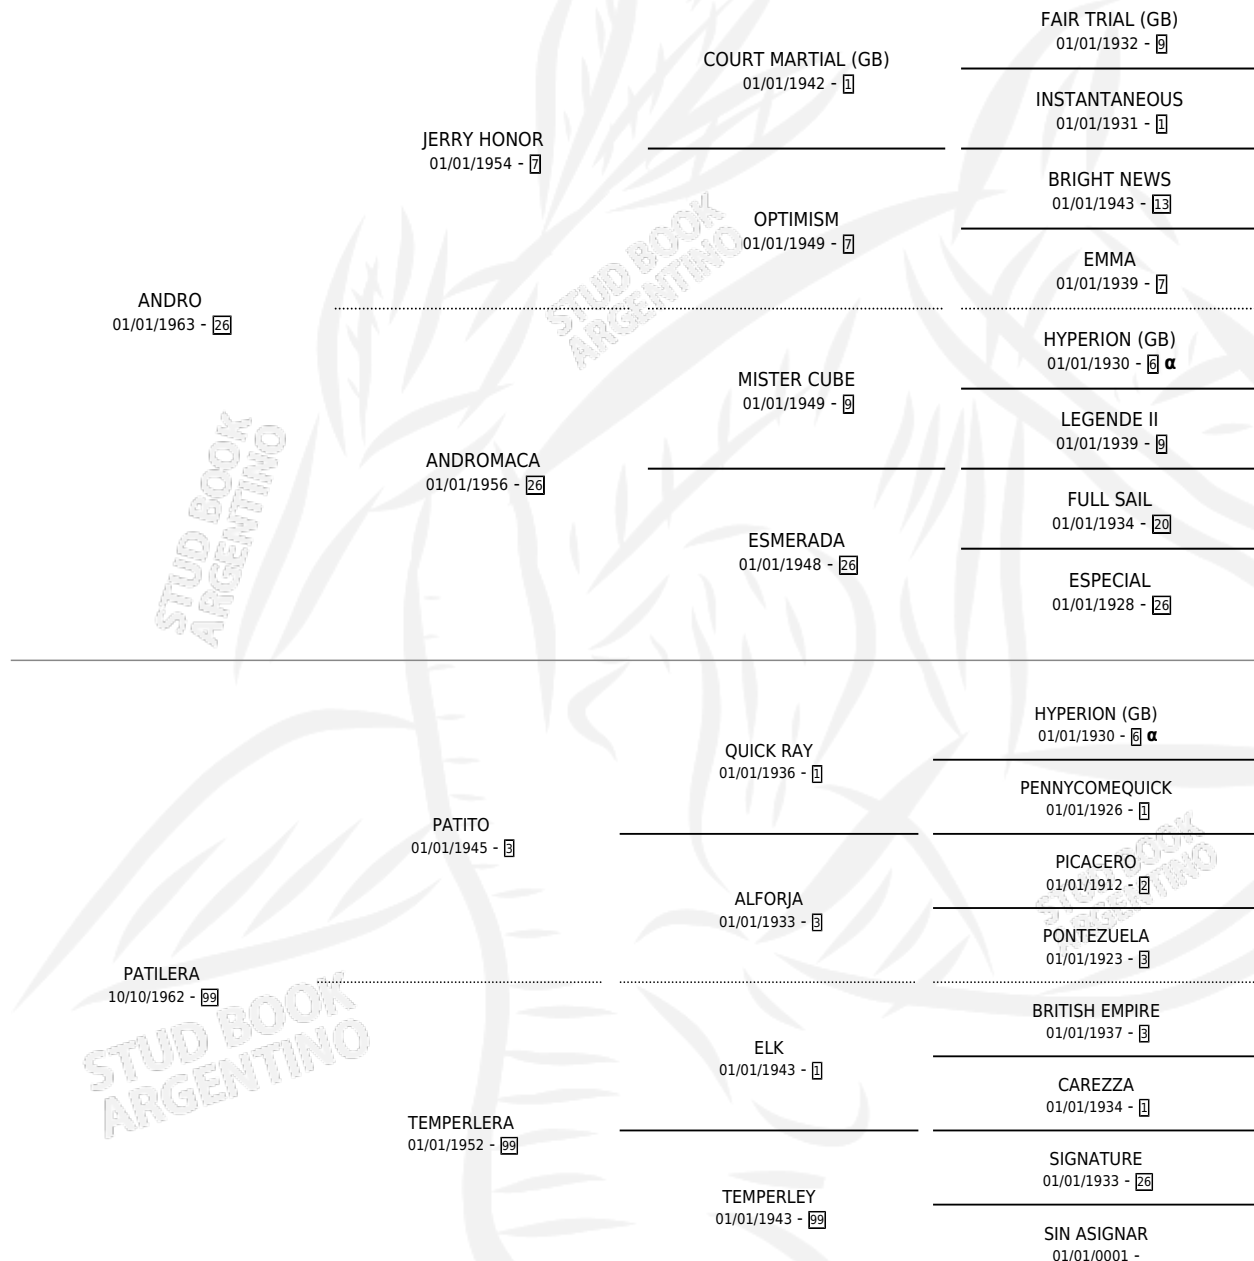 FAIR TRIAL (GB)
01/01/1932 - 9
COURT MARTIAL (GB)
01/01/1942 - 1
INSTANTANEOUS
01/01/1931 - 1
JERRY HONOR
01/01/1954 - 7
BRIGHT NEWS
01/01/1943 - 13
OPTIMISM
01/01/1949 - 7
EMMA
01/01/1939 - 7
ANDRO
01/01/1963 - 26
HYPERION (GB)
01/01/1930 - 6 α
MISTER CUBE
01/01/1949 - 9
LEGENDE II
01/01/1939 - 9
ANDROMACA
01/01/1956 - 26
FULL SAIL
01/01/1934 - 20
ESMERADA
01/01/1948 - 26
ESPECIAL
01/01/1928 - 26
HYPERION (GB)
01/01/1930 - 6 α
QUICK RAY
01/01/1936 - 1
PENNYCOMEQUICK
01/01/1926 - 1
PATITO
01/01/1945 - 3
PICACERO
01/01/1912 - 2
ALFORJA
01/01/1933 - 3
PONTEZUELA
01/01/1923 - 3
PATILERA
10/10/1962 - 99
BRITISH EMPIRE
01/01/1937 - 3
ELK
01/01/1943 - 1
CAREZZA
01/01/1934 - 1
TEMPERLERA
01/01/1952 - 99
SIGNATURE
01/01/1933 - 26
TEMPERLEY
01/01/1943 - 99
SIN ASIGNAR
01/01/0001 -
STUD BOOK
ARGENTINO
STUD BOOK
ARGENTINO
STUD BOOK
ARGENTINO
STUD BOOK
ARGENTINO